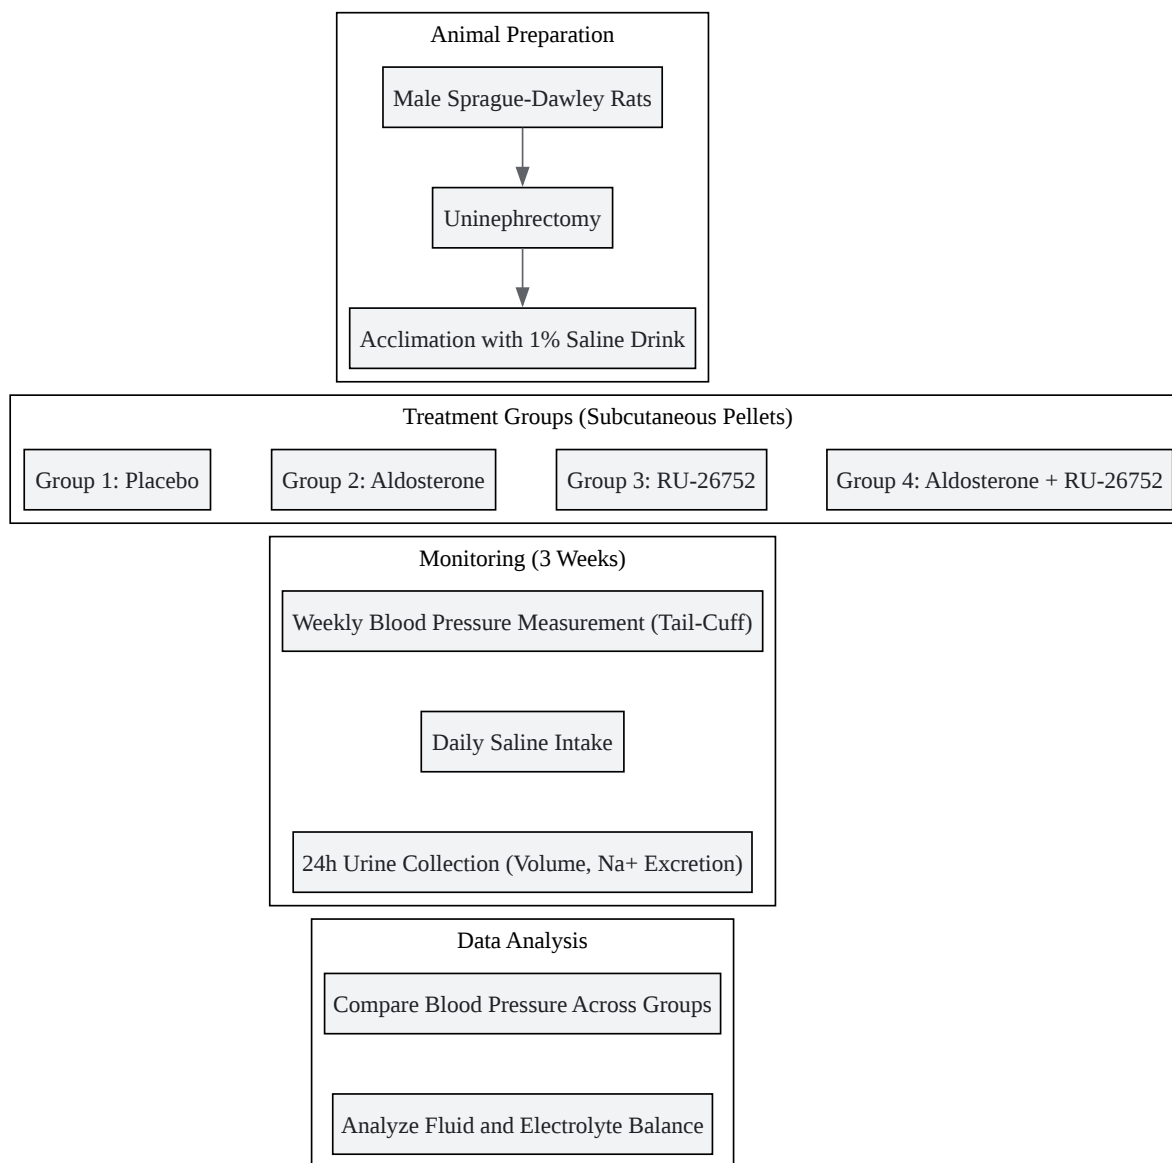 Animal Preparation
Male Sprague-Dawley Rats
Uninephrectomy
Acclimation with 1% Saline Drink
Treatment Groups (Subcutaneous Pellets)
Group 1: Placebo
Group 2: Aldosterone
Group 3: RU-26752
Group 4: Aldosterone + RU-26752
Monitoring (3 Weeks)
Weekly Blood Pressure Measurement (Tail-Cuff)
Daily Saline Intake
24h Urine Collection (Volume, Na+ Excretion)
Data Analysis
Compare Blood Pressure Across Groups
Analyze Fluid and Electrolyte Balance